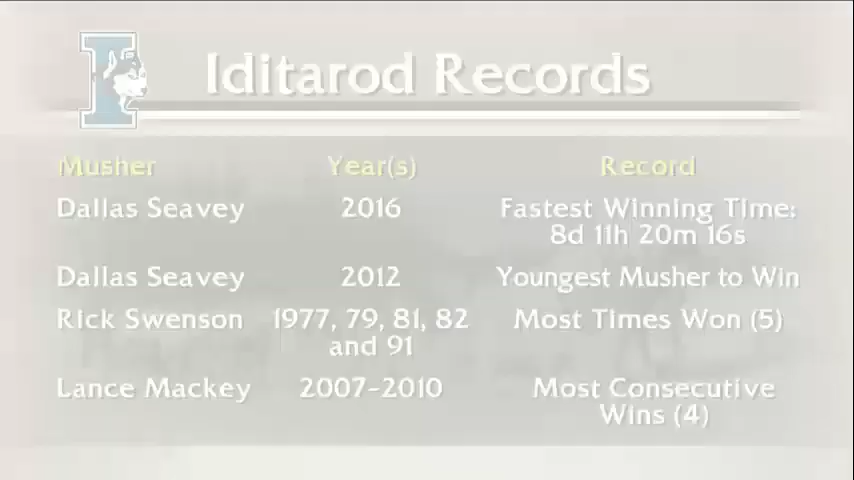 Iditarod Records
Musher Year(s) Record
Dallas Seavey 2016 Fastest Winning Time:
8d 11h 20m 16s
Dallas Seavey 2012 Youngest Musher to Win
Rick Swenson 1977, 79, 81, 82 Most Times Won (5)
and 91
Lance Mackey 2007-2010 Most Consecutive
Wins (4)